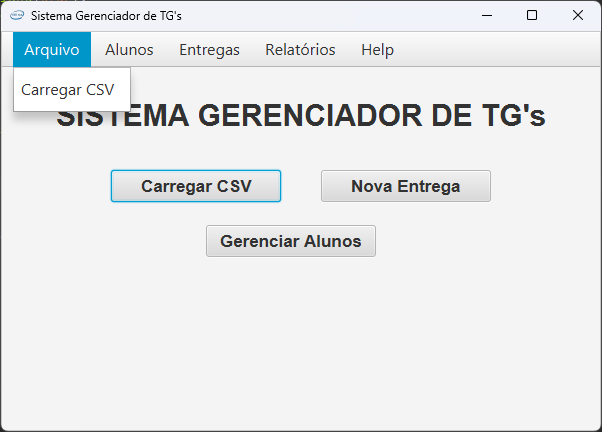 Sistema Gerenciador de TG's
Arquivo Alunos Entregas Relatórios Help
Carregar CSV
SISTEMA GERENCIADOR DE TG's
Carregar CSV Nova Entrega
Gerenciar Alunos